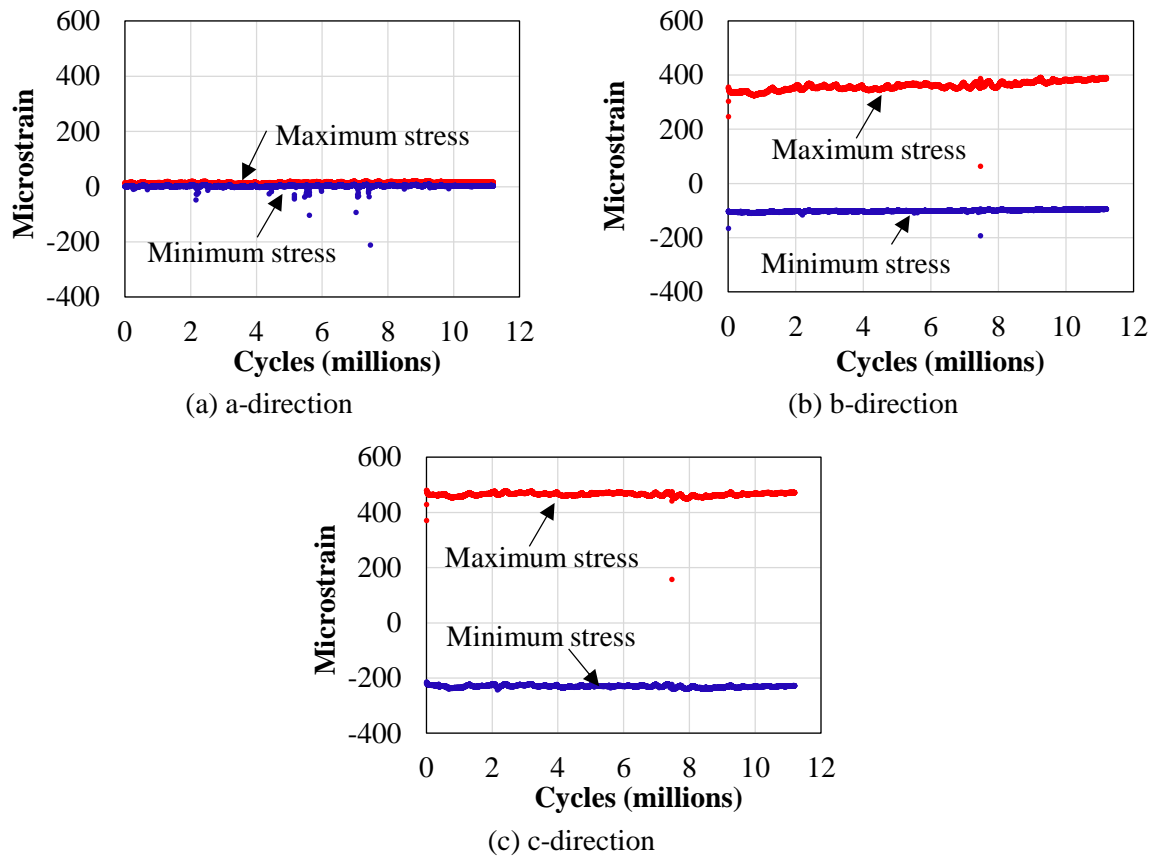 600
400
200
0
-200
-400
Microstrain
Maximum stress
Minimum stress
0 2 4 6 8 10 12
Cycles (millions)
(a) a-direction
600
400
200
0
-200
-400
Microstrain
Maximum stress
Minimum stress
0 2 4 6 8 10 12
Cycles (millions)
(b) b-direction
600
400
200
0
-200
-400
Microstrain
Maximum stress
Minimum stress
0 2 4 6 8 10 12
Cycles (millions)
(c) c-direction